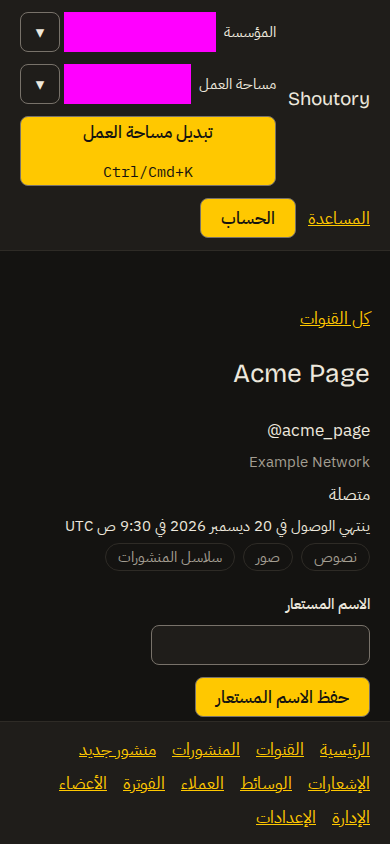 المؤسسة ▼
مساحة العمل ▼
Shoutory
تبديل مساحة العمل
Ctrl/Cmd+K
المساعدة الحساب
كل القنوات
Acme Page
@acme_page
Example Network
متصلة
ينتهي الوصول في 20 ديسمبر 2026 في 9:30 ص UTC
نصوص صور سلاسل المنشورات
الاسم المستعار
حفظ الاسم المستعار
الرئيسية القنوات المنشورات منشور جديد
الإشعارات الوسائط العملاء الفوترة الأعضاء
الإدارة الإعدادات